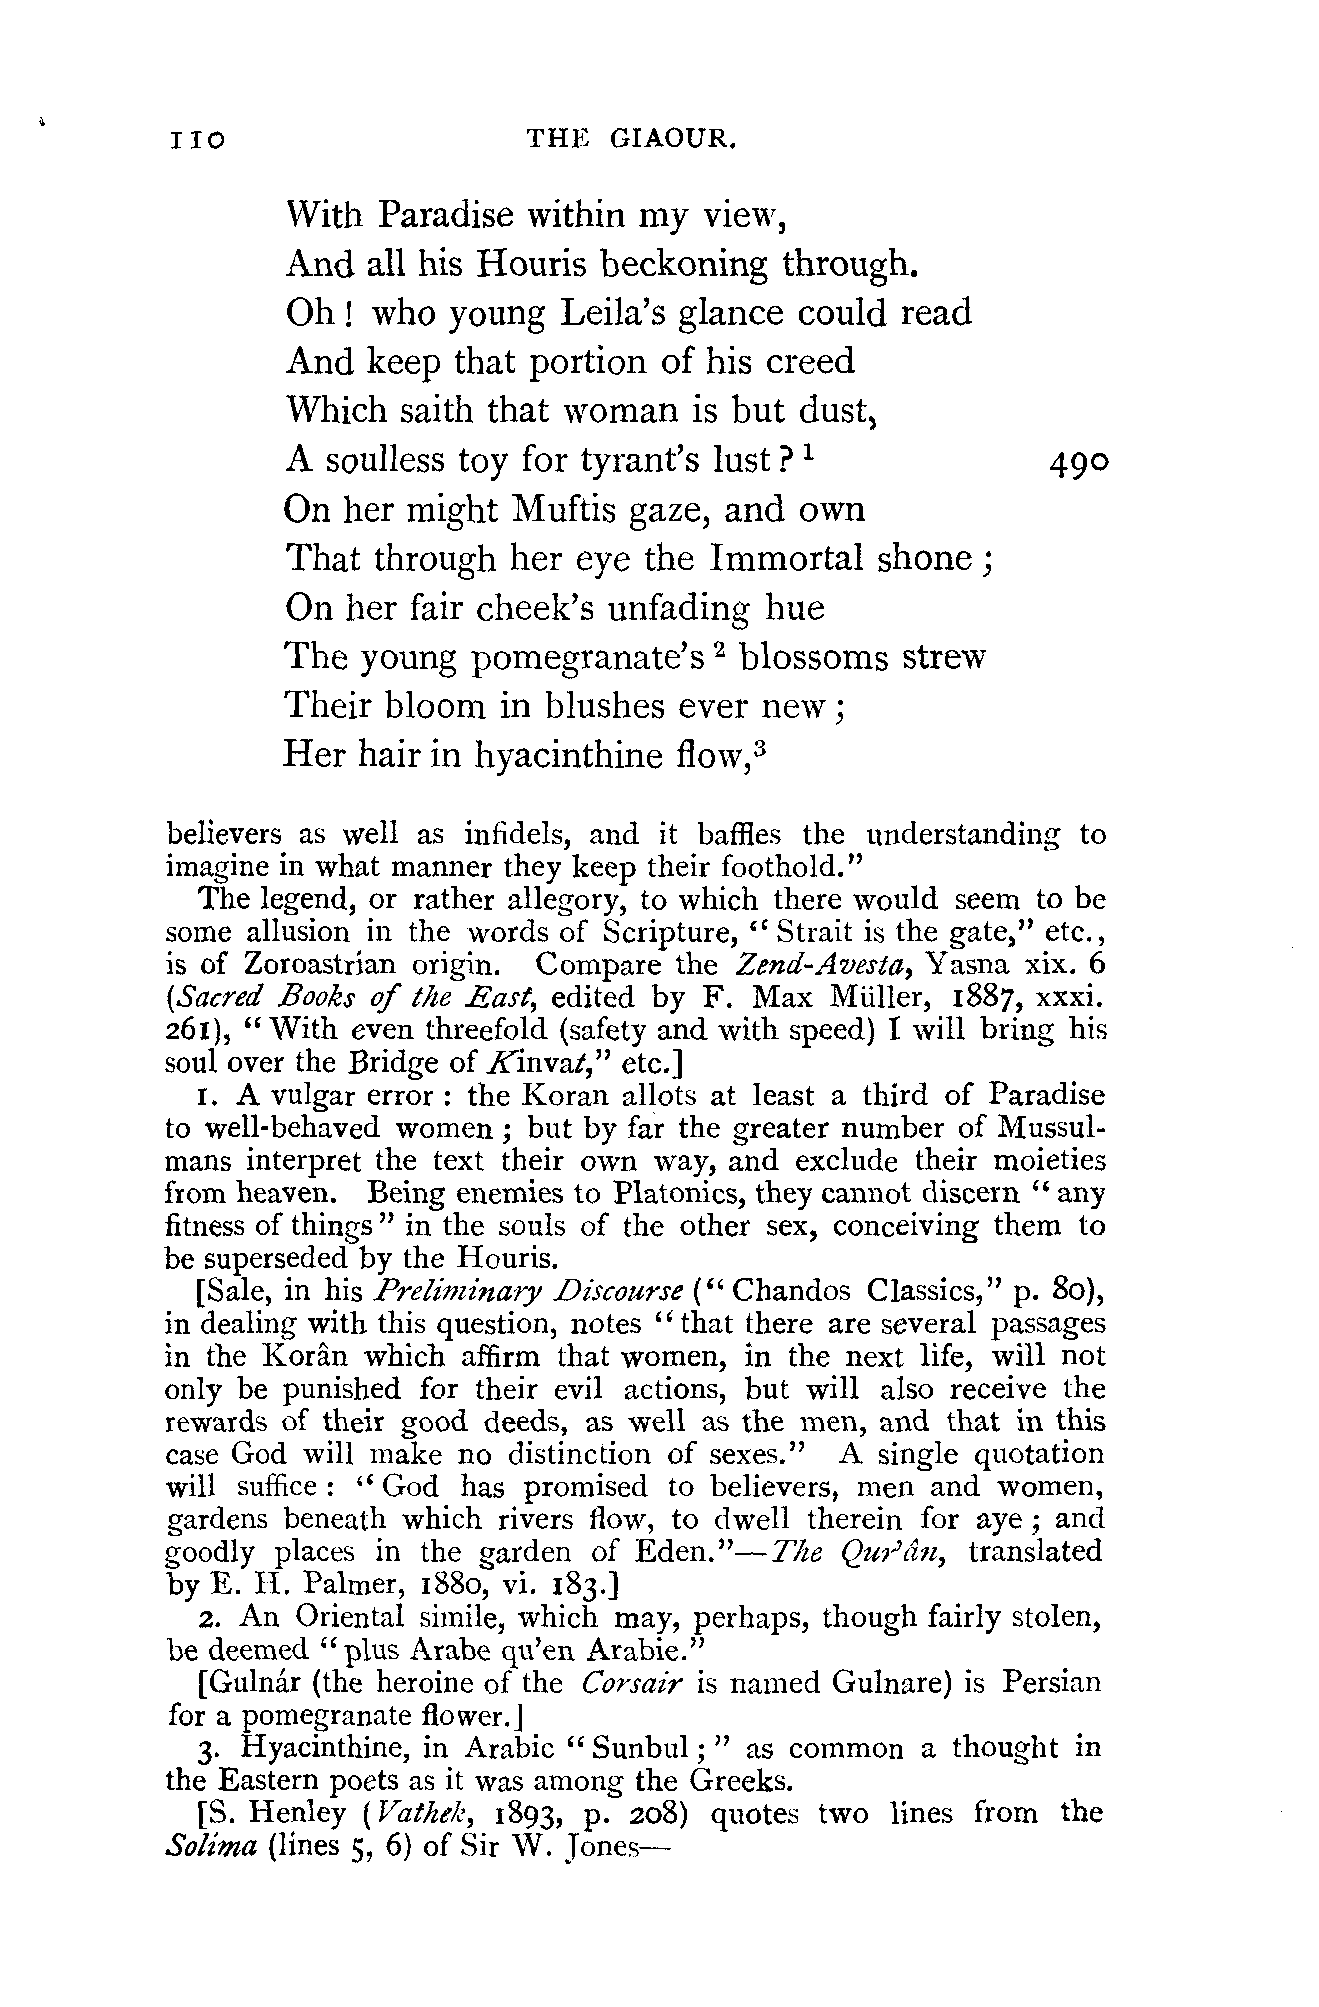 110 THE GIAOUR.
With Paradise within my view,
And all his Houris beckoning through.
Oh! who young Leila's glance could read
And keep that portion of his creed
Which saith that woman is but dust,
A soulless toy for tyrant's lust?¹ 490
On her might Muftis gaze, and own
That through her eye the Immortal shone;
On her fair cheek's unfading hue
The young pomegranate's² blossoms strew
Their bloom in blushes ever new;
Her hair in hyacinthine flow,³
believers as well as infidels, and it baffles the understanding to
imagine in what manner they keep their foothold."
The legend, or rather allegory, to which there would seem to be
some allusion in the words of Scripture, "Strait is the gate," etc.,
is of Zoroastrian origin. Compare the Zend-Avesta, Yasna xix. 6
(Sacred Books of the East, edited by F. Max Müller, 1887, xxxi.
261), "With even threefold (safety and with speed) I will bring his
soul over the Bridge of Kinvat," etc.]
1. A vulgar error: the Koran allots at least a third of Paradise
to well-behaved women; but by far the greater number of Mussul-
mans interpret the text their own way, and exclude their moieties
from heaven. Being enemies to Platonics, they cannot discern "any
fitness of things" in the souls of the other sex, conceiving them to
be superseded by the Houris.
[Sale, in his Preliminary Discourse ("Chandos Classics," p. 80),
in dealing with this question, notes "that there are several passages
in the Korân which affirm that women, in the next life, will not
only be punished for their evil actions, but will also receive the
rewards of their good deeds, as well as the men, and that in this
case God will make no distinction of sexes." A single quotation
will suffice: "God has promised to believers, men and women,
gardens beneath which rivers flow, to dwell therein for aye; and
goodly places in the garden of Eden."—The Qur'ân, translated
by E. H. Palmer, 1880, vi. 183.]
2. An Oriental simile, which may, perhaps, though fairly stolen,
be deemed "plus Arabe qu'en Arabie."
[Gulnár (the heroine of the Corsair is named Gulnare) is Persian
for a pomegranate flower.]
3. Hyacinthine, in Arabic "Sunbul;" as common a thought in
the Eastern poets as it was among the Greeks.
[S. Henley (Vathek, 1893, p. 208) quotes two lines from the
Solima (lines 5, 6) of Sir W. Jones—